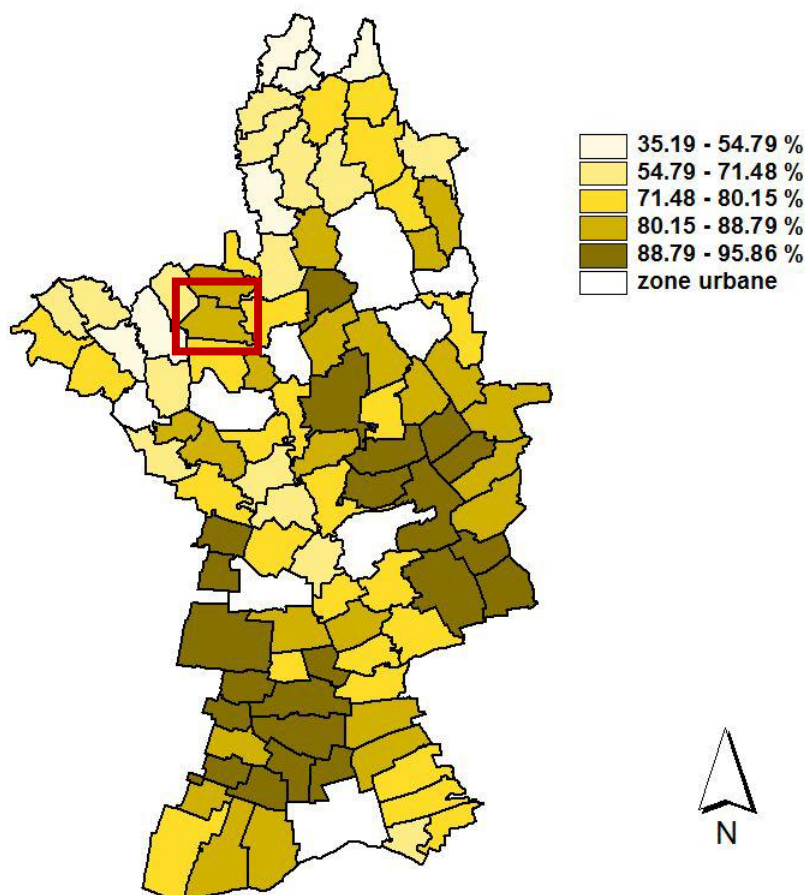 35.19 - 54.79 %
54.79 - 71.48 %
71.48 - 80.15 %
80.15 - 88.79 %
88.79 - 95.86 %
zone urbane
N